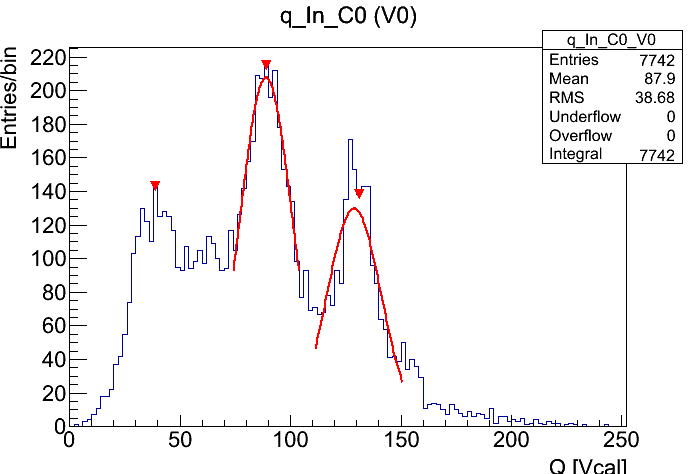 q_In_C0 (V0)
q_In_C0_V0
Entries 7742
Mean 87.9
RMS 38.68
Underflow 0
Overflow 0
Integral 7742
Entries/bin
220
200
180
160
140
120
100
80
60
40
20
0
0 50 100 150 200 250
Q [Vcal]